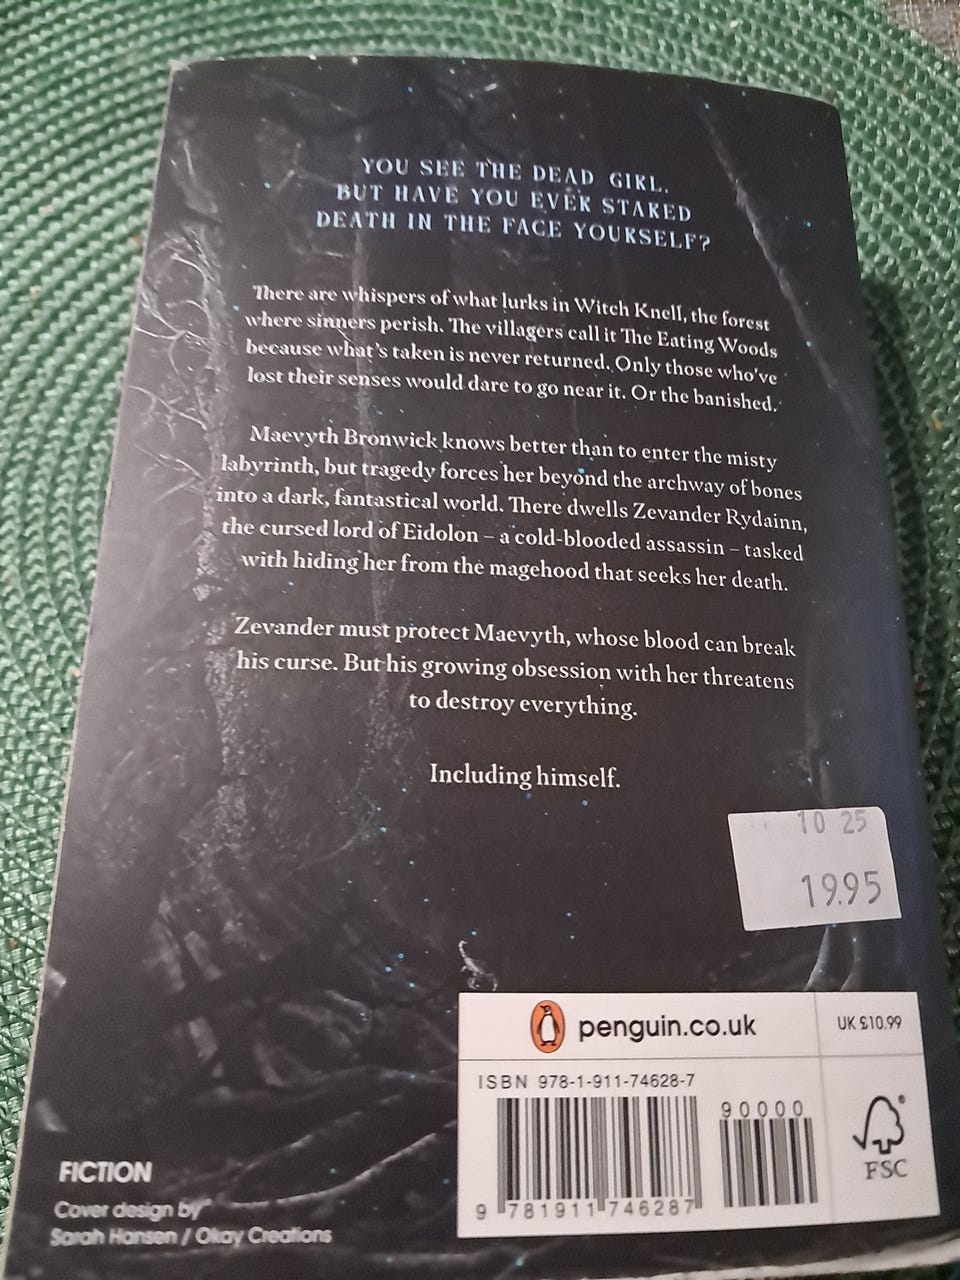 YOU SEE THE DEAD GIRL.
BUT HAVE YOU EVER STARED
DEATH IN THE FACE YOURSELF?
There are whispers of what lurks in Witch Knell, the forest
where sinners perish. The villagers call it The Eating Woods
because what's taken is never returned. Only those who've
lost their senses would dare to go near it. Or the banished.
Maevyth Bronwick knows better than to enter the misty
labyrinth, but tragedy forces her beyond the archway of bones
into a dark, fantastical world. There dwells Zevander Rydainn,
the cursed lord of Eidolon – a cold-blooded assassin – tasked
with hiding her from the magehood that seeks her death.
Zevander must protect Maevyth, whose blood can break
his curse. But his growing obsession with her threatens
to destroy everything.
Including himself.
10 25
19.95
penguin.co.uk
UK £10.99
ISBN 978-1-911-74628-7
90000
9 781911 746287
FSC
FICTION
Cover design by
Sarah Hansen / Okay Creations